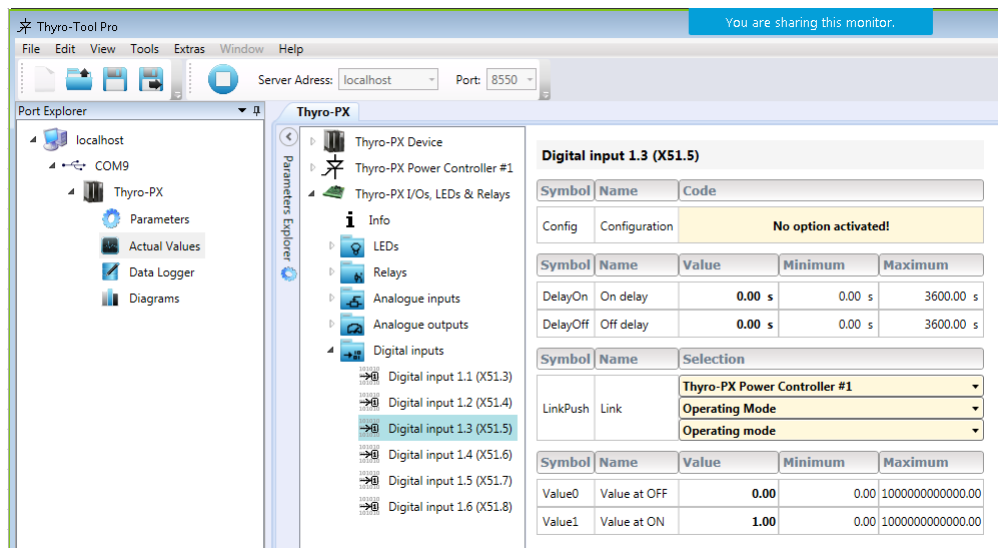 Thyro-Tool Pro
You are sharing this monitor.
File Edit View Tools Extras Window Help
Server Adress: localhost Port: 8550
Port Explorer
localhost
COM9
Thyro-PX
Parameters
Actual Values
Data Logger
Diagrams
Thyro-PX
Parameters Explorer
Thyro-PX Device
Thyro-PX Power Controller #1
Thyro-PX I/Os, LEDs & Relays
Info
LEDs
Relays
Analogue inputs
Analogue outputs
Digital inputs
Digital input 1.1 (X51.3)
Digital input 1.2 (X51.4)
Digital input 1.3 (X51.5)
Digital input 1.4 (X51.6)
Digital input 1.5 (X51.7)
Digital input 1.6 (X51.8)
Digital input 1.3 (X51.5)
Symbol Name Code
Config Configuration No option activated!
Symbol Name Value Minimum Maximum
DelayOn On delay 0.00 s 0.00 s 3600.00 s
DelayOff Off delay 0.00 s 0.00 s 3600.00 s
Symbol Name Selection
Thyro-PX Power Controller #1
LinkPush Link Operating Mode
Operating mode
Symbol Name Value Minimum Maximum
Value0 Value at OFF 0.00 0.00 1000000000000.00
Value1 Value at ON 1.00 0.00 1000000000000.00